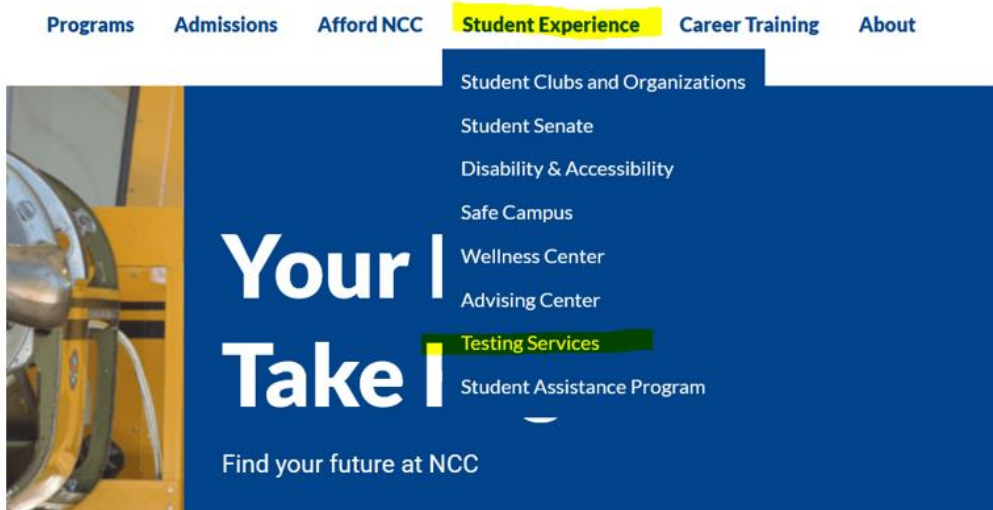 Programs Admissions Afford NCC Student Experience Career Training About
Student Clubs and Organizations
Student Senate
Disability & Accessibility
Safe Campus
Wellness Center
Advising Center
Testing Services
Student Assistance Program
Your
Take
Find your future at NCC